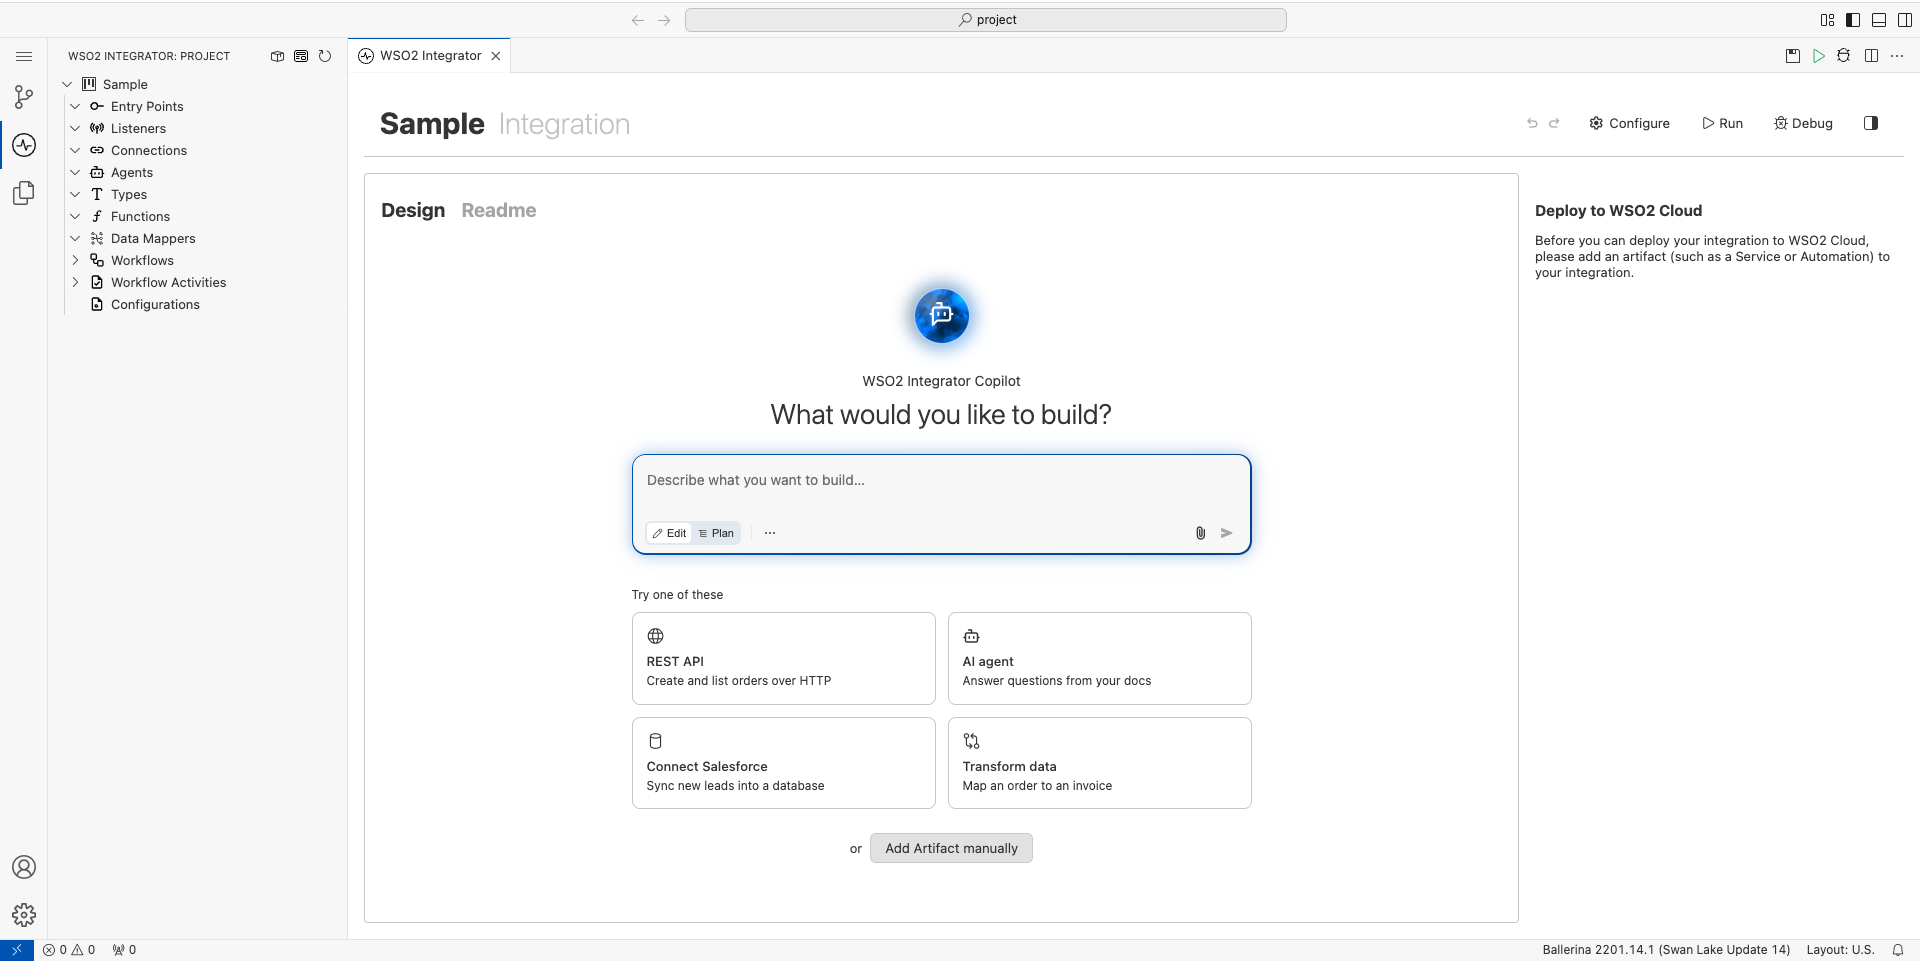 project
WSO2 INTEGRATOR: PROJECT
WSO2 Integrator
Sample
Entry Points
Listeners
Connections
Agents
Types
Functions
Data Mappers
Workflows
Workflow Activities
Configurations
Sample Integration
Configure
Run
Debug
Design
Readme
WSO2 Integrator Copilot
What would you like to build?
Describe what you want to build...
Edit
Plan
Try one of these
REST API
Create and list orders over HTTP
AI agent
Answer questions from your docs
Connect Salesforce
Sync new leads into a database
Transform data
Map an order to an invoice
or
Add Artifact manually
Deploy to WSO2 Cloud
Before you can deploy your integration to WSO2 Cloud,
please add an artifact (such as a Service or Automation) to
your integration.
0
0
0
Ballerina 2201.14.1 (Swan Lake Update 14)
Layout: U.S.